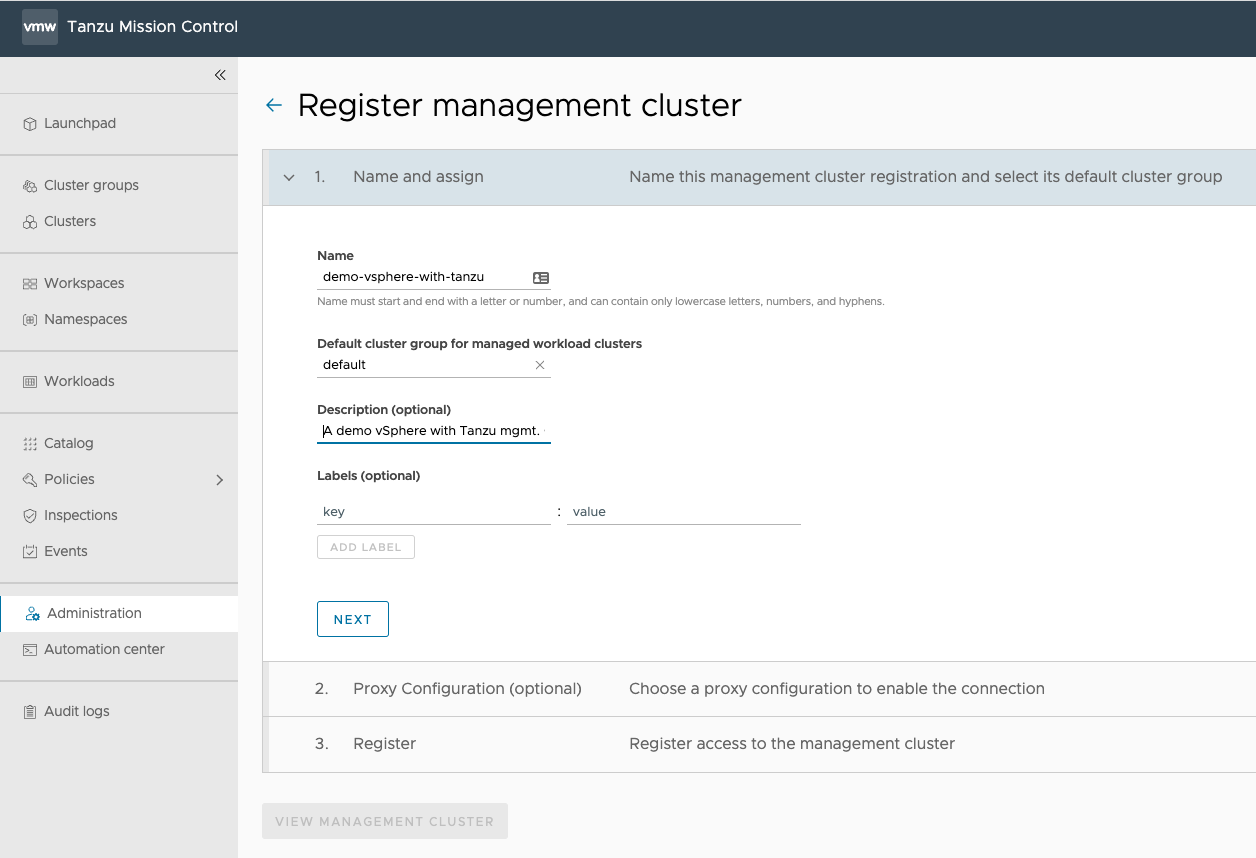 vmw Tanzu Mission Control
Launchpad
Cluster groups
Clusters
Workspaces
Namespaces
Workloads
Catalog
Policies
Inspections
Events
Administration
Automation center
Audit logs
Register management cluster
1. Name and assign Name this management cluster registration and select its default cluster group
Name
demo-vsphere-with-tanzu
Name must start and end with a letter or number, and can contain only lowercase letters, numbers, and hyphens.
Default cluster group for managed workload clusters
default
Description (optional)
A demo vSphere with Tanzu mgmt.
Labels (optional)
key : value
ADD LABEL
NEXT
2. Proxy Configuration (optional) Choose a proxy configuration to enable the connection
3. Register Register access to the management cluster
VIEW MANAGEMENT CLUSTER